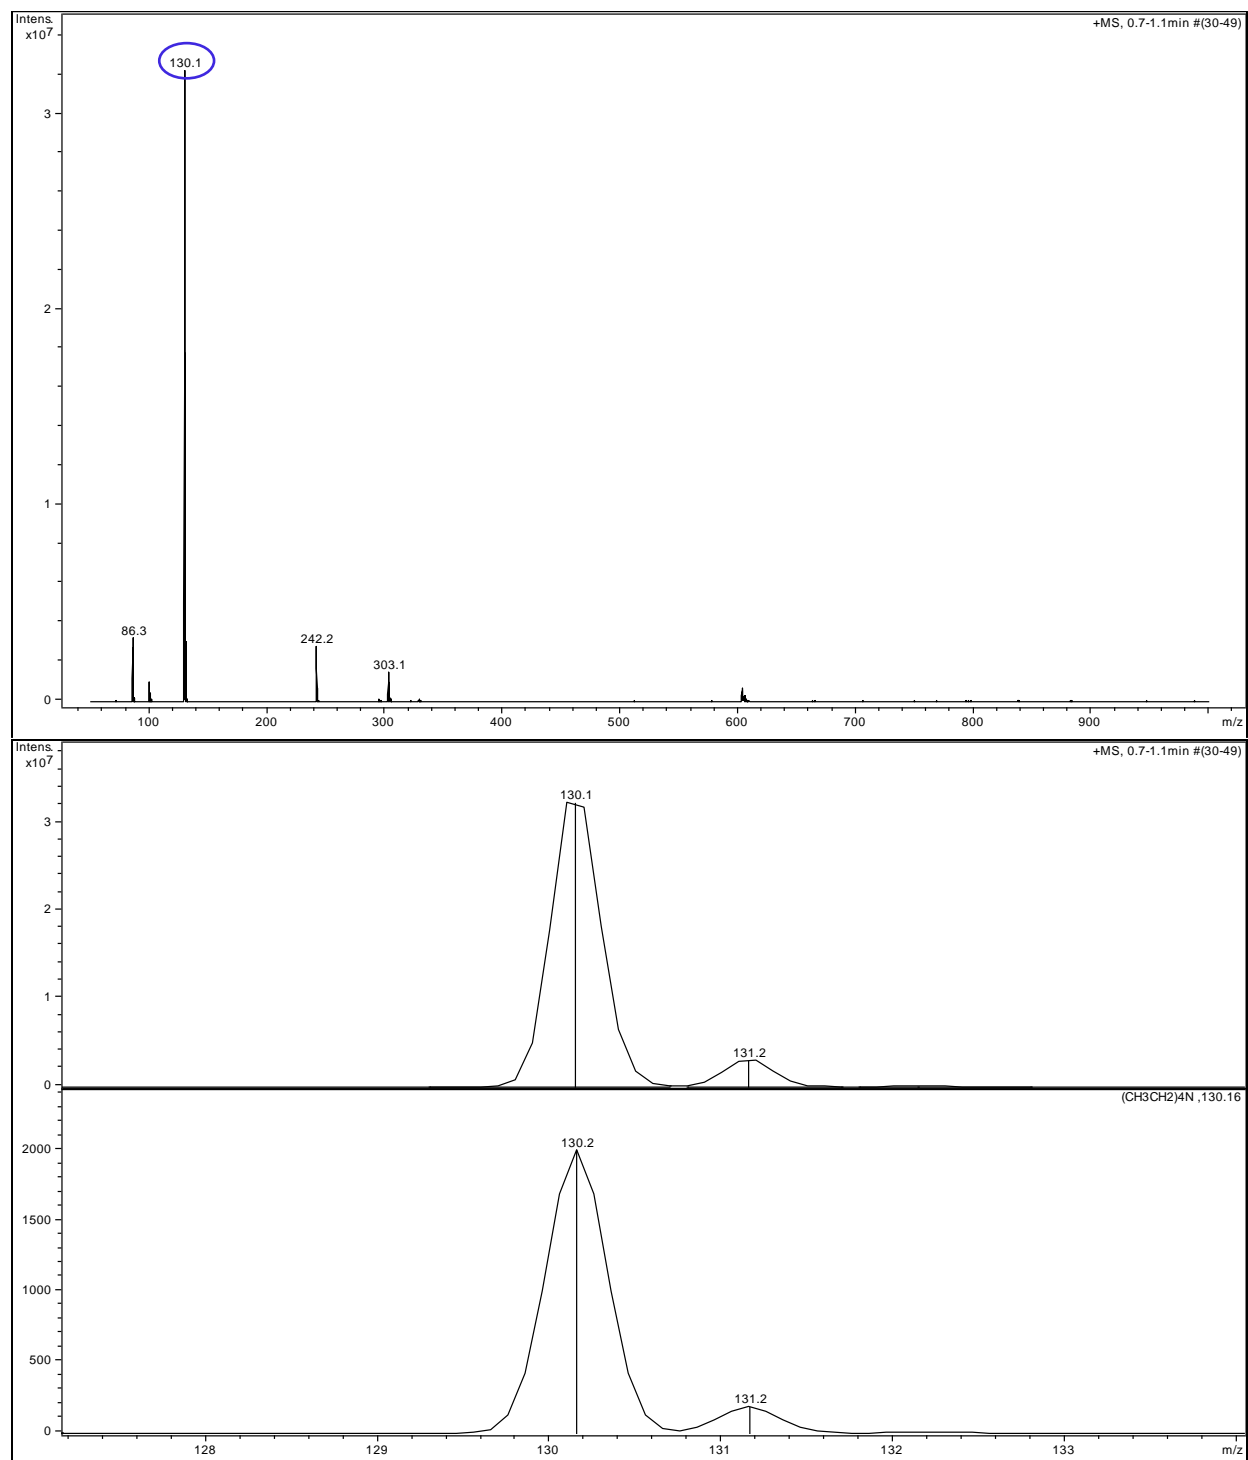 Intens.
x10⁷
+MS, 0.7-1.1min #(30-49)
130.1
3
2
1
86.3
242.2
303.1
0
100 200 300 400 500 600 700 800 900 m/z
Intens.
x10⁷
+MS, 0.7-1.1min #(30-49)
130.1
3
2
1
131.2
0
(CH3CH2)4N ,130.16
130.2
2000
1500
1000
500
131.2
0
128 129 130 131 132 133 m/z